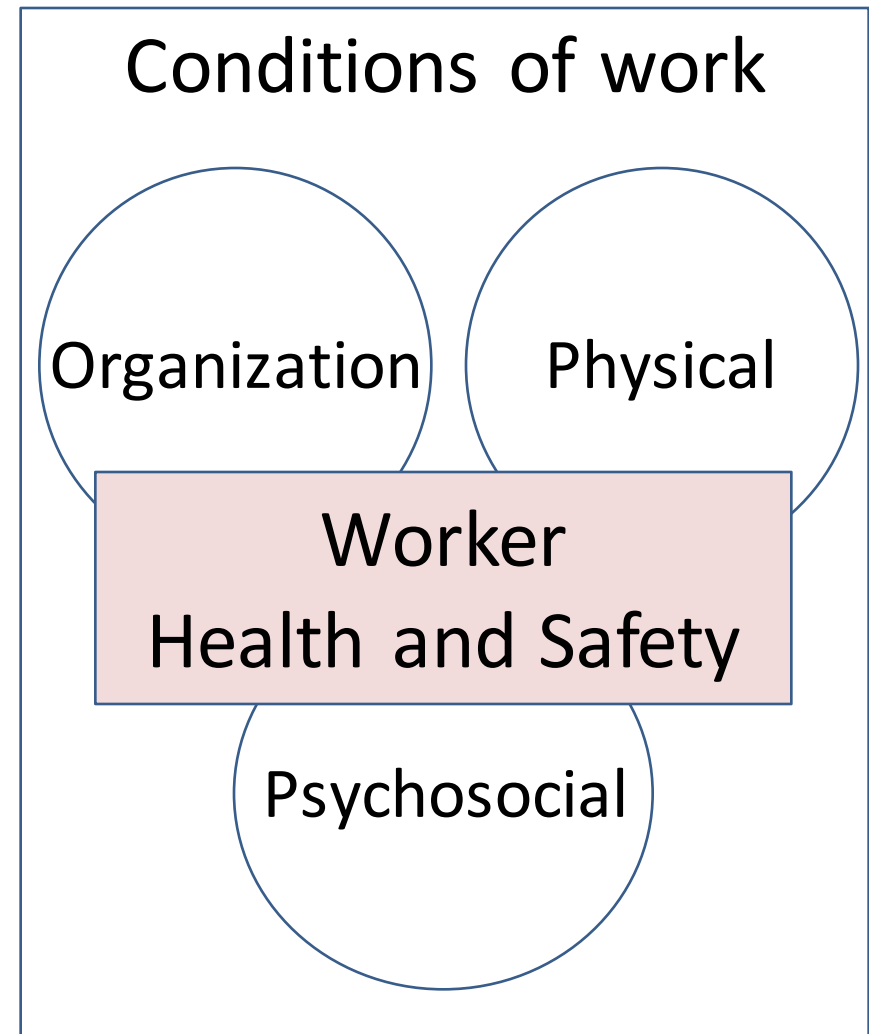 Conditions of work
Organization
Physical
Worker
Health and Safety
Psychosocial